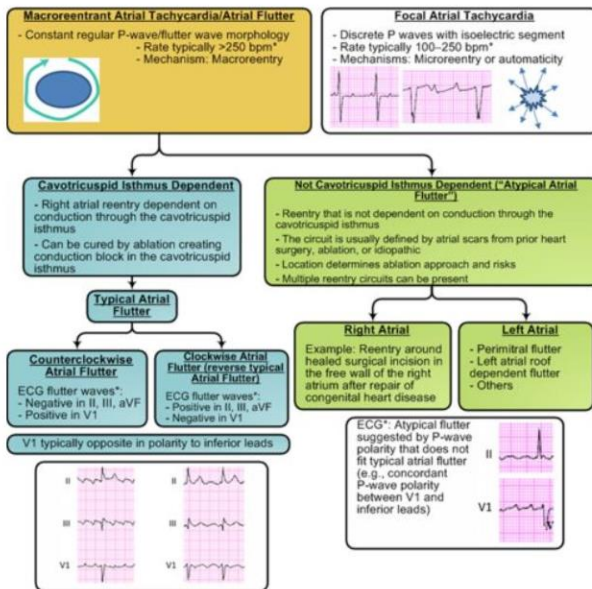 Macroreentrant Atrial Tachycardia/Atrial Flutter
- Constant regular P-wave/flutter wave morphology
- Rate typically >250 bpm*
- Mechanism: Macroreentry
Focal Atrial Tachycardia
- Discrete P waves with isoelectric segment
- Rate typically 100–250 bpm*
- Mechanisms: Microreentry or automaticity
Cavotricuspid Isthmus Dependent
- Right atrial reentry dependent on
conduction through the cavotricuspid
isthmus
- Can be cured by ablation creating
conduction block in the cavotricuspid
isthmus
Not Cavotricuspid Isthmus Dependent ("Atypical Atrial
Flutter")
- Reentry that is not dependent on conduction through the
cavotricuspid isthmus
- The circuit is usually defined by atrial scars from prior heart
surgery, ablation, or idiopathic
- Location determines ablation approach and risks
- Multiple reentry circuits can be present
Typical Atrial
Flutter
Counterclockwise
Atrial Flutter
ECG flutter waves*:
- Negative in II, III, aVF
- Positive in V1
Clockwise Atrial
Flutter (reverse typical
Atrial Flutter)
ECG flutter waves*:
- Positive in II, III, aVF
- Negative in V1
V1 typically opposite in polarity to inferior leads
Right Atrial
Example: Reentry around
healed surgical incision in
the free wall of the right
atrium after repair of
congenital heart disease
Left Atrial
- Perimitral flutter
- Left atrial roof
dependent flutter
- Others
ECG*: Atypical flutter
suggested by P-wave
polarity that does not
fit typical atrial flutter
(e.g., concordant
P-wave polarity
between V1 and
inferior leads)
II
V1
II
III
V1
II
III
V1